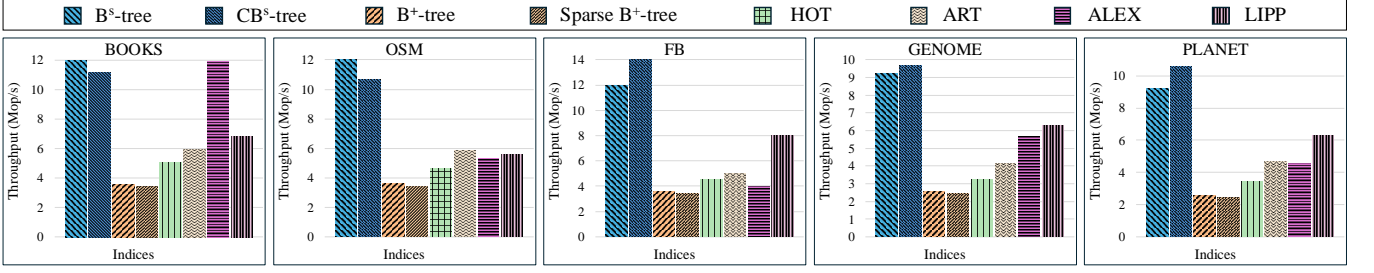 Bˢ-tree CBˢ-tree B⁺-tree Sparse B⁺-tree HOT ART ALEX LIPP
BOOKS
Throughput (Mop/s)
12
10
8
6
4
2
0
Indices
OSM
Throughput (Mop/s)
12
10
8
6
4
2
0
Indices
FB
Throughput (Mop/s)
14
12
10
8
6
4
2
0
Indices
GENOME
Throughput (Mop/s)
10
9
8
7
6
5
4
3
2
1
0
Indices
PLANET
Throughput (Mop/s)
10
8
6
4
2
0
Indices